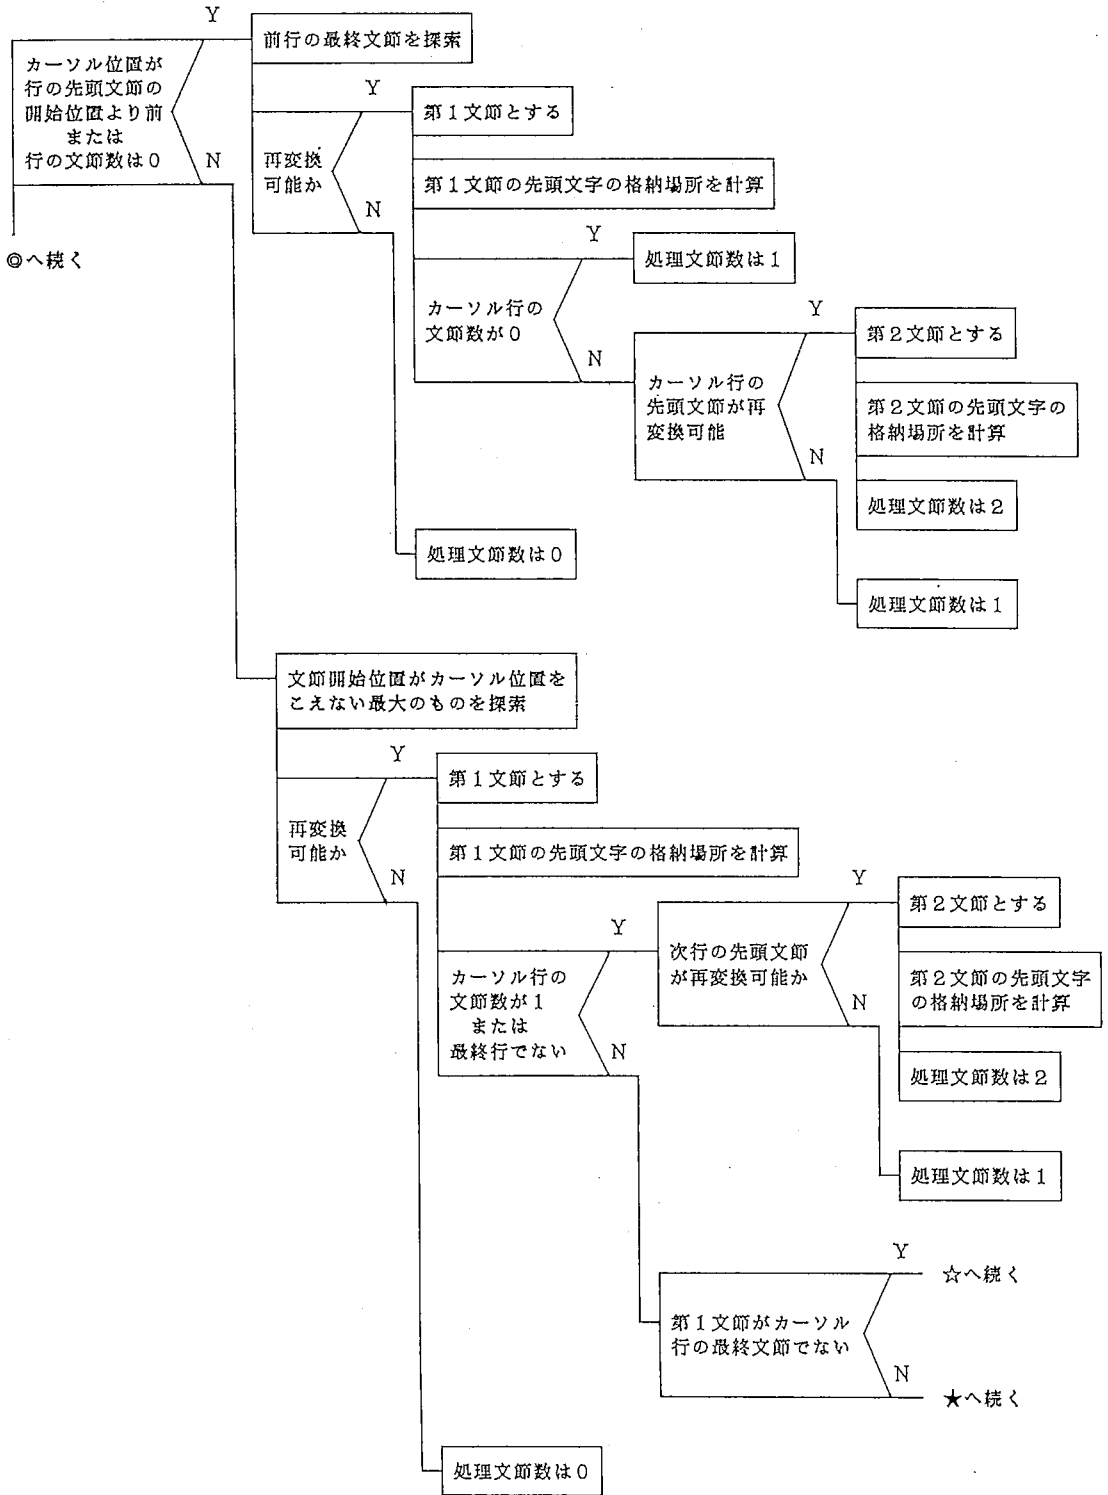 Y
前行の最終文節を探索
カーソル位置が
行の先頭文節の
開始位置より前
または
行の文節数は0
N
◎へ続く
Y
再変換
可能か
N
第1文節とする
第1文節の先頭文字の格納場所を計算
Y
カーソル行の
文節数が0
N
処理文節数は1
Y
カーソル行の
先頭文節が再
変換可能
N
第2文節とする
第2文節の先頭文字の
格納場所を計算
処理文節数は2
処理文節数は1
処理文節数は0
文節開始位置がカーソル位置を
こえない最大のものを探索
Y
再変換
可能か
N
第1文節とする
第1文節の先頭文字の格納場所を計算
Y
カーソル行の
文節数が1
または
最終行でない
N
Y
次行の先頭文節
が再変換可能か
N
第2文節とする
第2文節の先頭文字
の格納場所を計算
処理文節数は2
処理文節数は1
Y
☆へ続く
第1文節がカーソル
行の最終文節でない
N
★へ続く
処理文節数は0